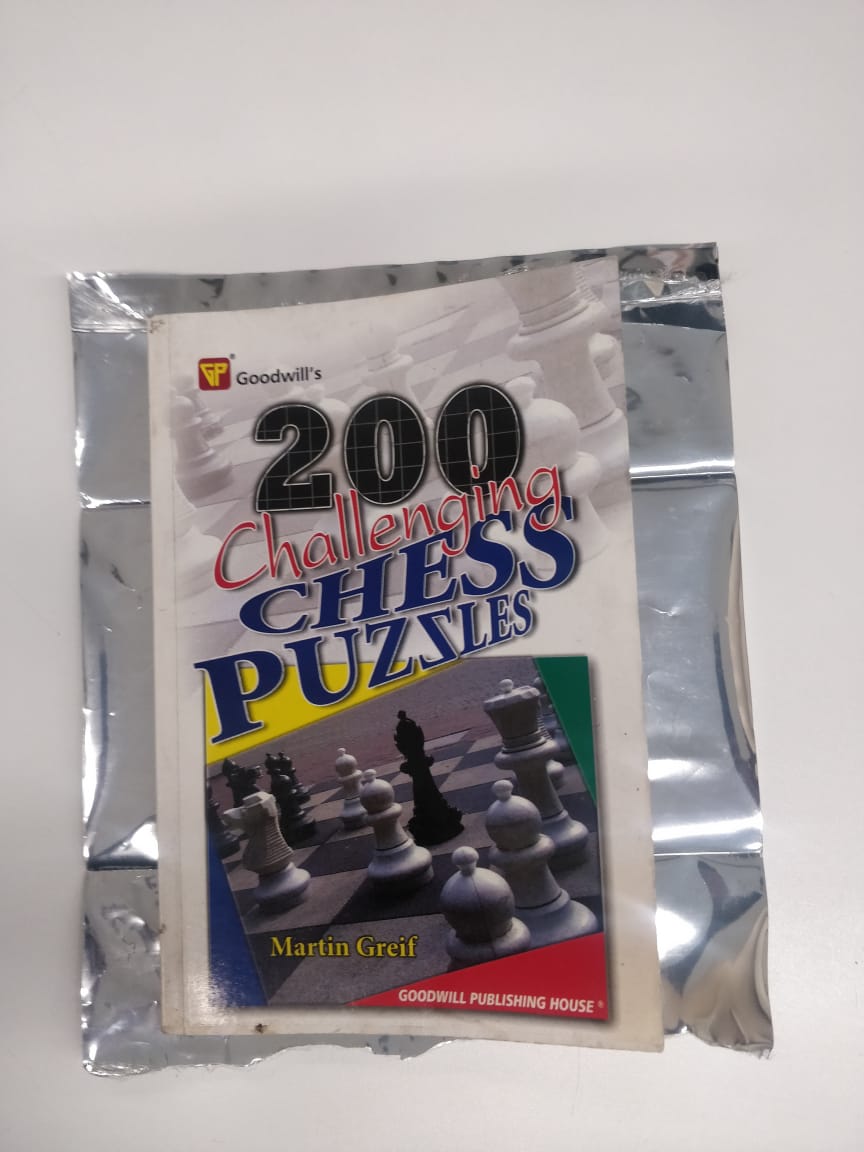 GP® Goodwill's
200
Challenging
CHESS
PUZZLES
Martin Greif
GOODWILL PUBLISHING HOUSE®